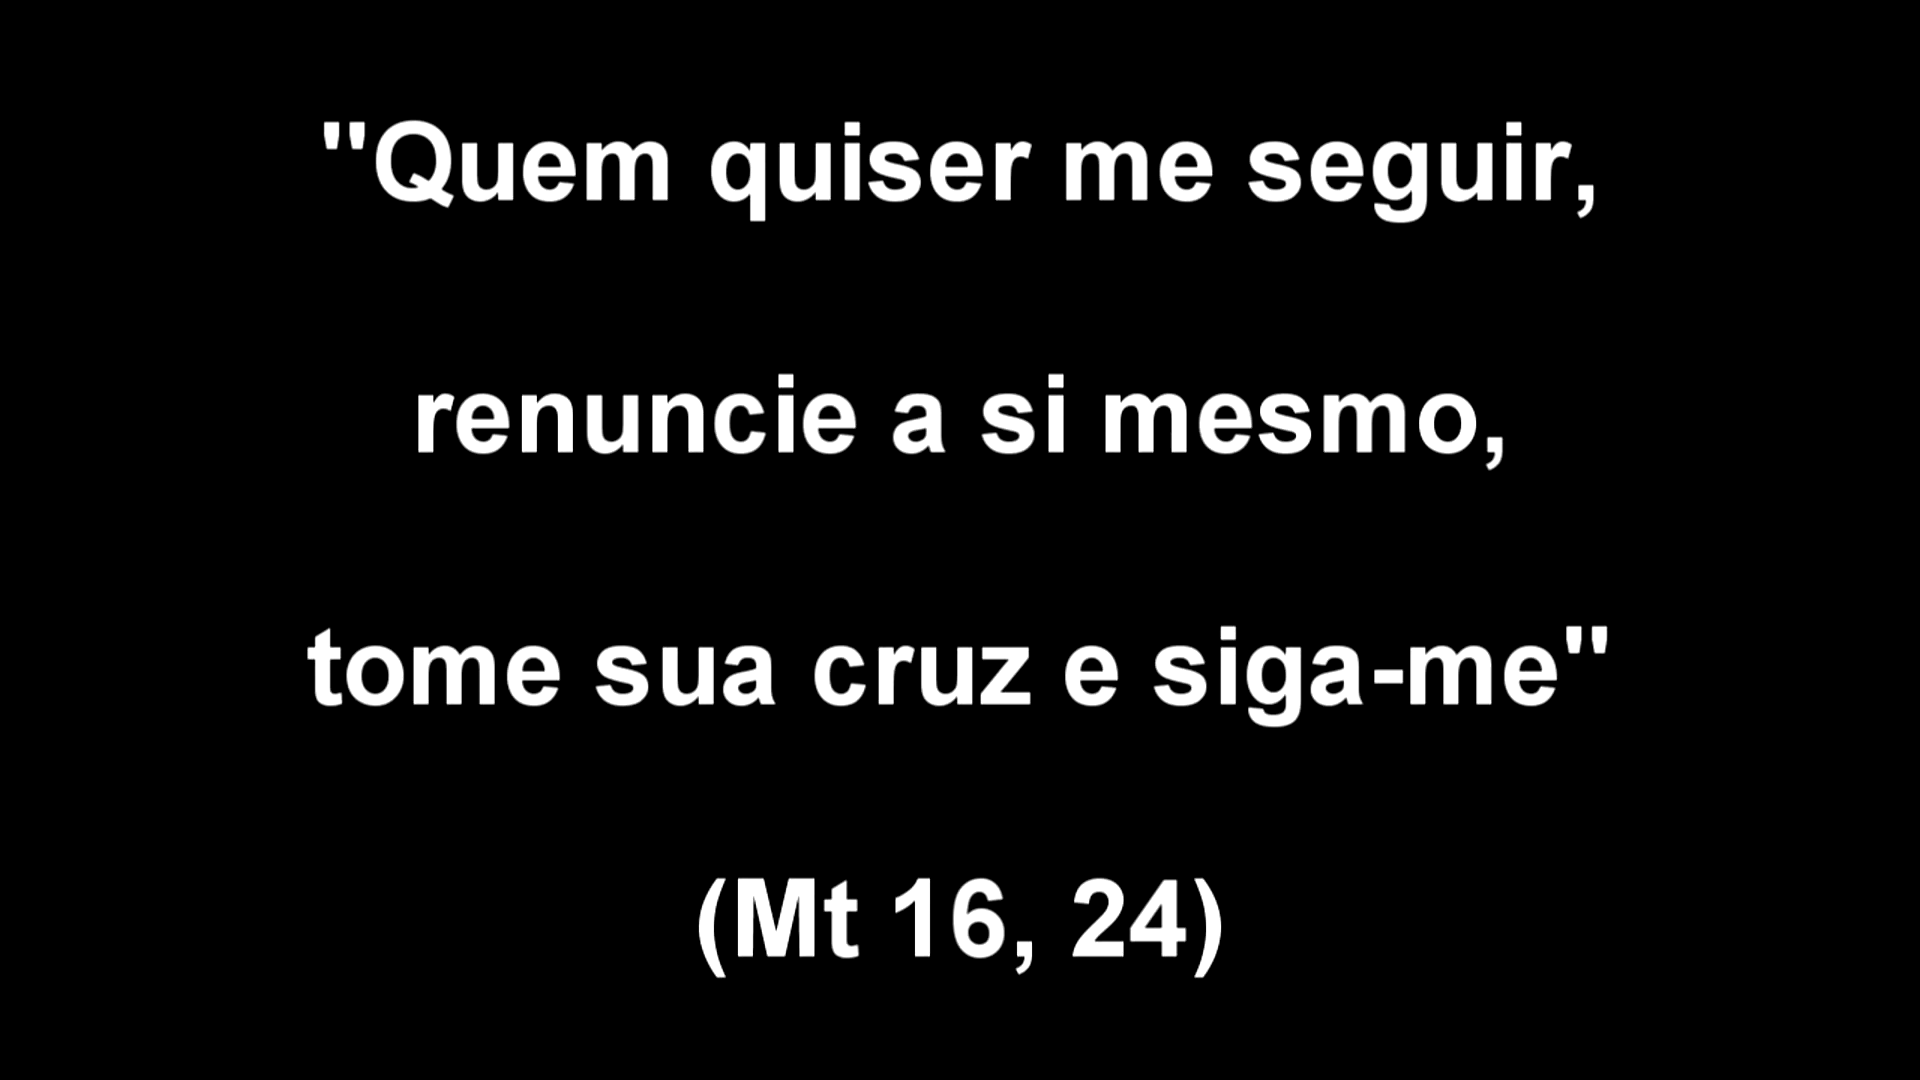 "Quem quiser me seguir,
renuncie a si mesmo,
tome sua cruz e siga-me"
(Mt 16, 24)